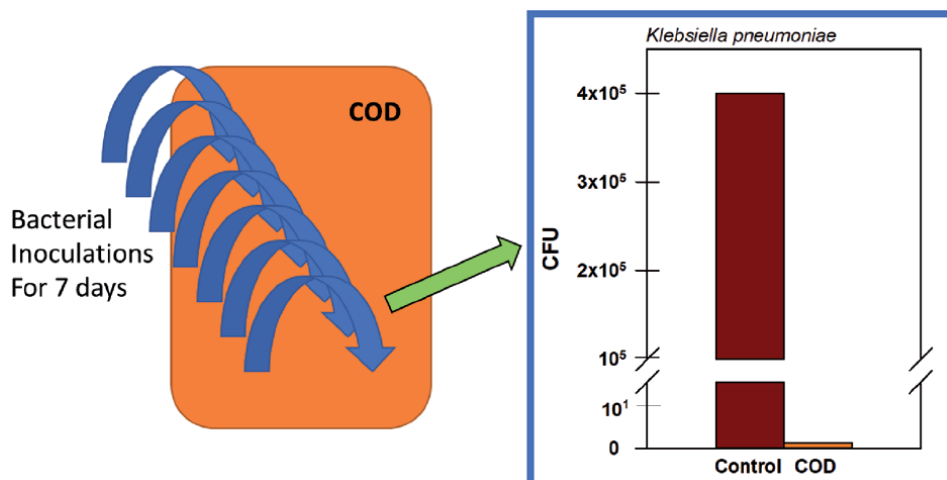 COD
Bacterial
Inoculations
For 7 days
Klebsiella pneumoniae
CFU
4x10⁵
3x10⁵
2x10⁵
10⁵
10¹
0
Control COD